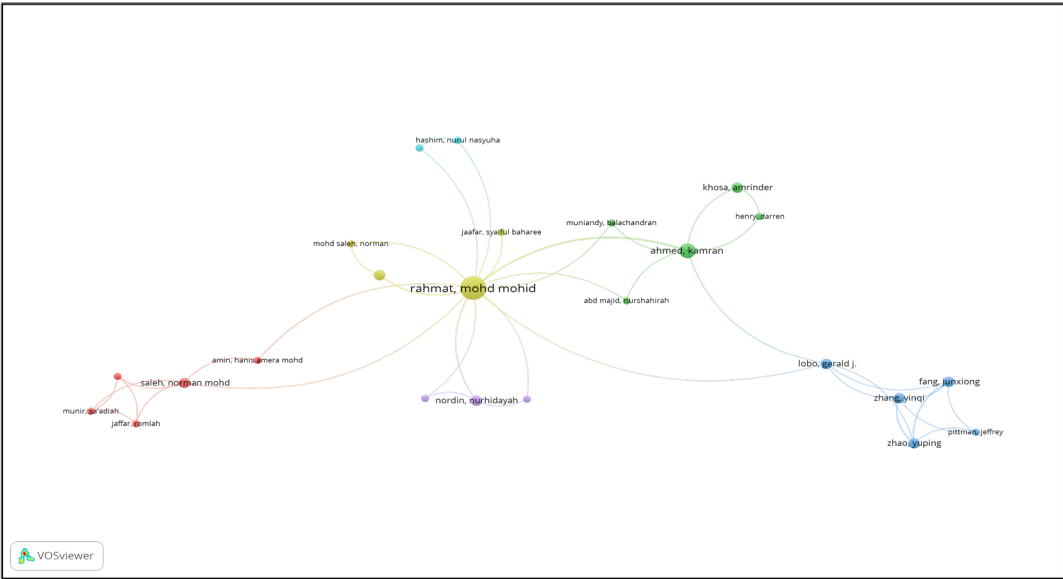 hashim, nurul nasyuha
khosa, amrinder
henry, darren
muniandy, balachandran
jaafar, syaiful baharee
mohd saleh, norman
ahmed, kamran
rahmat, mohd mohid
abd majid, nurshahirah
amin, hanis amera mohd
lobo, gerald j.
saleh, norman mohd
fang, junxiong
zhang, yinqi
nordin, nurhidayah
munir, sa'adiah
jaffar, romlah
pittman, jeffrey
zhao, yuping
VOSviewer